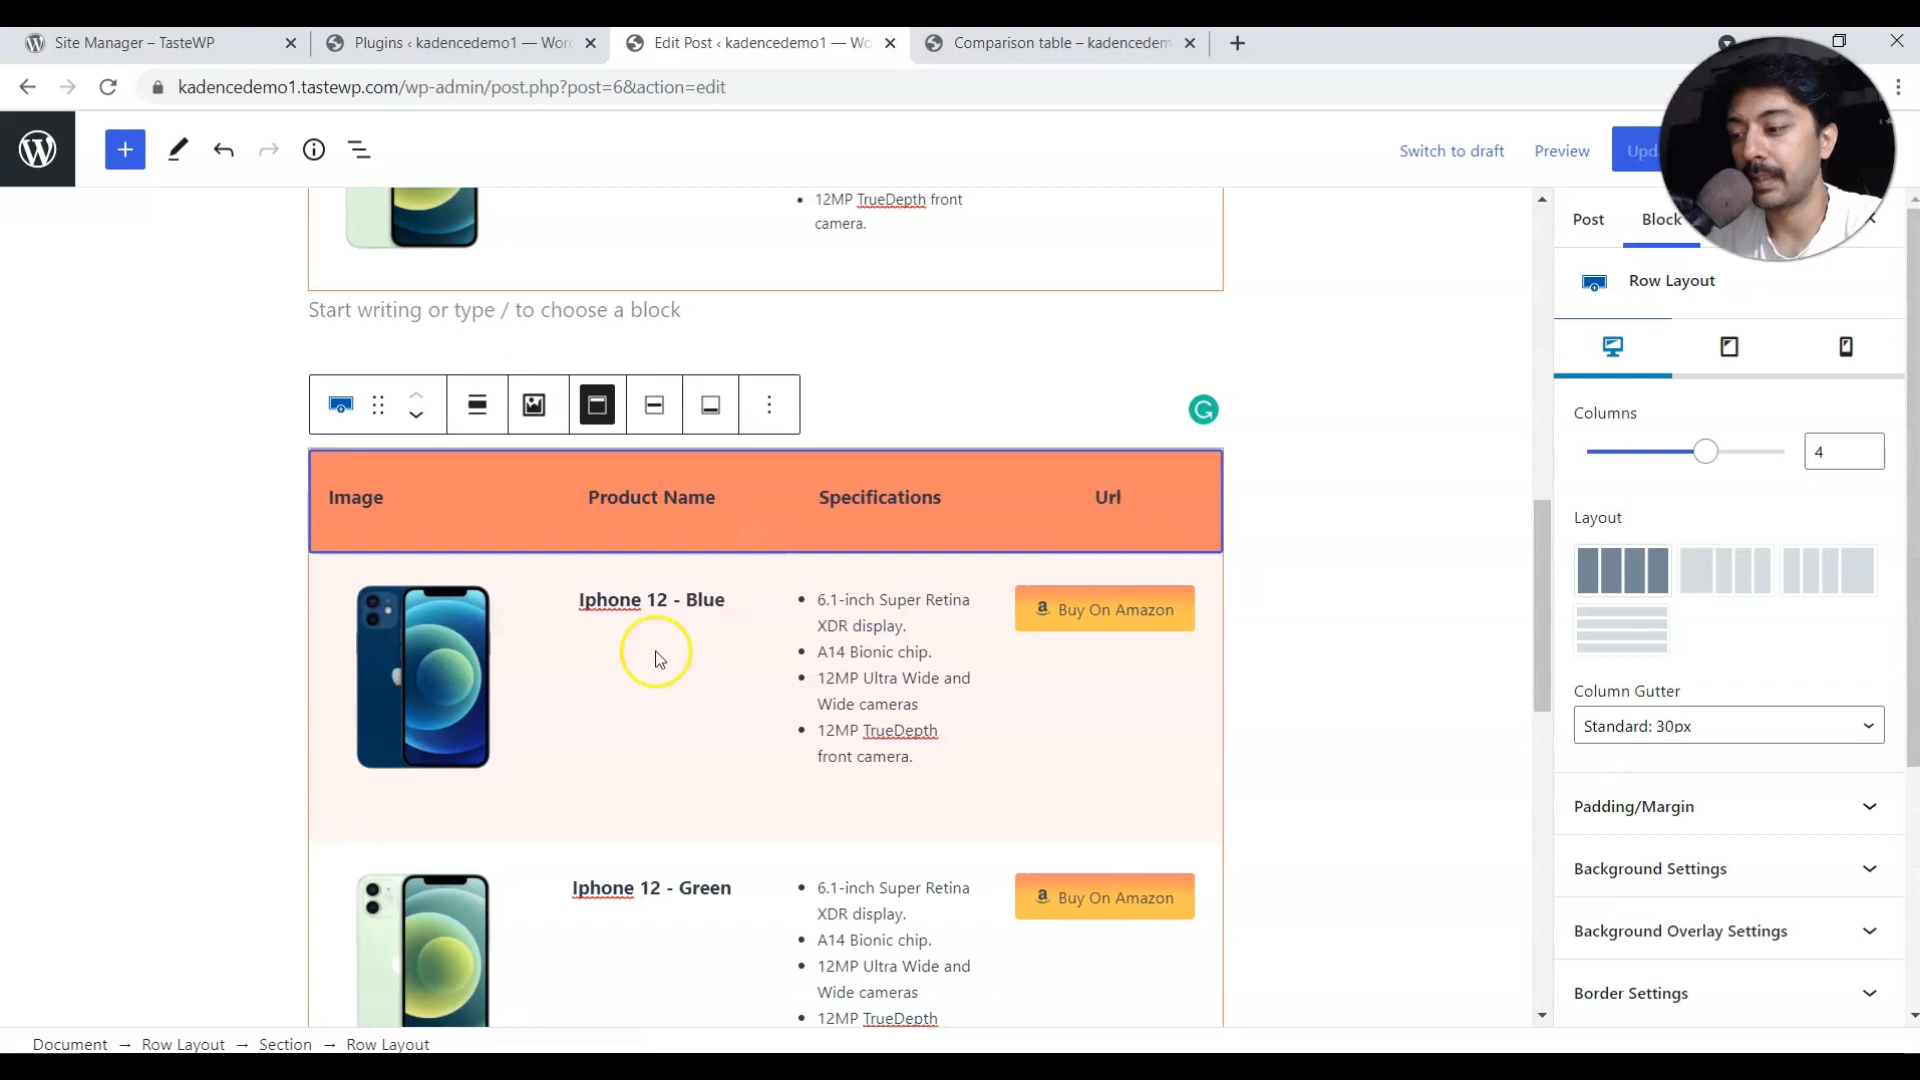 Site Manager – TasteWP
Plugins ‹ kadencedemo1 — Wor
Edit Post ‹ kadencedemo1 — Wo
Comparison table – kadencedem
kadencedemo1.tastewp.com/wp-admin/post.php?post=6&action=edit
Switch to draft
Preview
Upd
12MP TrueDepth front
camera.
Start writing or type / to choose a block
Image
Product Name
Specifications
Url
Iphone 12 - Blue
6.1-inch Super Retina
XDR display.
A14 Bionic chip.
12MP Ultra Wide and
Wide cameras
12MP TrueDepth
front camera.
Buy On Amazon
Iphone 12 - Green
6.1-inch Super Retina
XDR display.
A14 Bionic chip.
12MP Ultra Wide and
Wide cameras
12MP TrueDepth
Buy On Amazon
Post
Block
Row Layout
Columns
4
Layout
Column Gutter
Standard: 30px
Padding/Margin
Background Settings
Background Overlay Settings
Border Settings
Document → Row Layout → Section → Row Layout